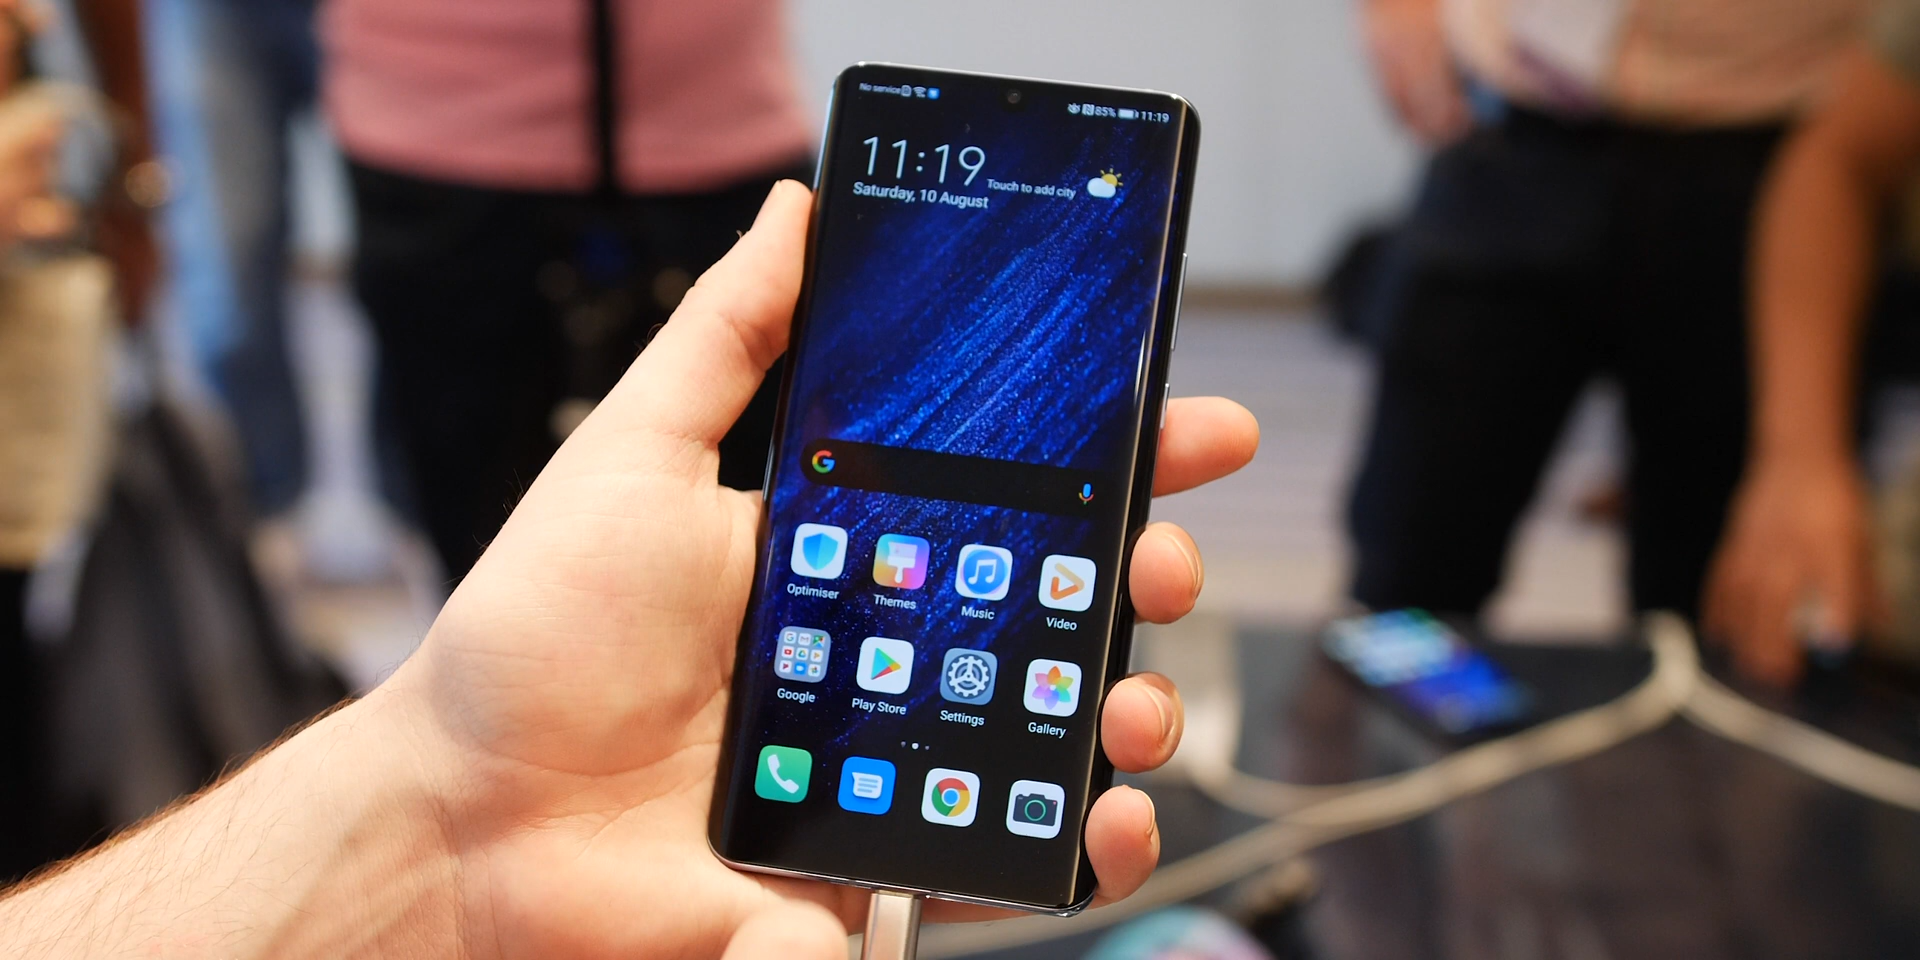 No service
85% 11:19
11:19
Touch to add city
Saturday, 10 August
G
Optimiser Themes Music Video
Google Play Store Settings Gallery